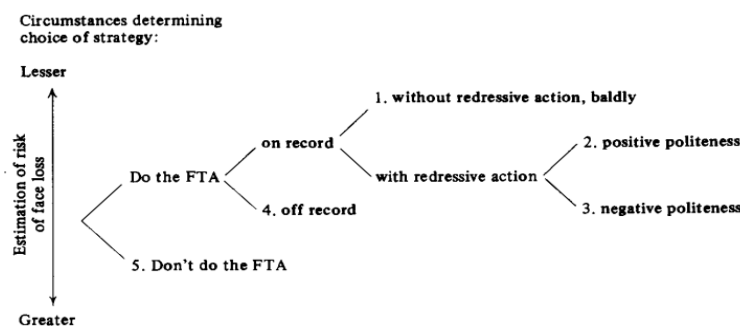 Circumstances determining
choice of strategy:
Lesser
1. without redressive action, baldly
on record
2. positive politeness
Do the FTA
with redressive action
4. off record
3. negative politeness
5. Don't do the FTA
Greater
Estimation of risk
of face loss